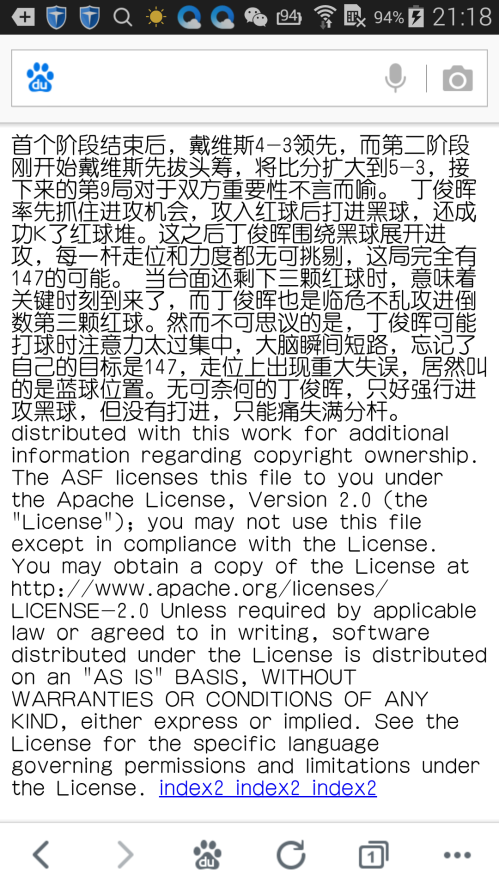 94 94% 21:18
du
首个阶段结束后，戴维斯4-3领先，而第二阶段
刚开始戴维斯先拔头筹，将比分扩大到5-3，接
下来的第9局对于双方重要性不言而喻。 丁俊晖
率先抓住进攻机会，攻入红球后打进黑球，还成
功K了红球堆。这之后丁俊晖围绕黑球展开进
攻，每一杆走位和力度都无可挑剔，这局完全有
147的可能。 当台面还剩下三颗红球时，意味着
关键时刻到来了，而丁俊晖也是临危不乱攻进倒
数第三颗红球。然而不可思议的是，丁俊晖可能
打球时注意力太过集中，大脑瞬间短路，忘记了
自己的目标是147，走位上出现重大失误，居然叫
的是蓝球位置。无可奈何的丁俊晖，只好强行进
攻黑球，但没有打进，只能痛失满分杆。
distributed with this work for additional
information regarding copyright ownership.
The ASF licenses this file to you under
the Apache License, Version 2.0 (the
"License"); you may not use this file
except in compliance with the License.
You may obtain a copy of the License at
http://www.apache.org/licenses/
LICENSE-2.0 Unless required by applicable
law or agreed to in writing, software
distributed under the License is distributed
on an "AS IS" BASIS, WITHOUT
WARRANTIES OR CONDITIONS OF ANY
KIND, either express or implied. See the
License for the specific language
governing permissions and limitations under
the License. index2 index2 index2
du 1